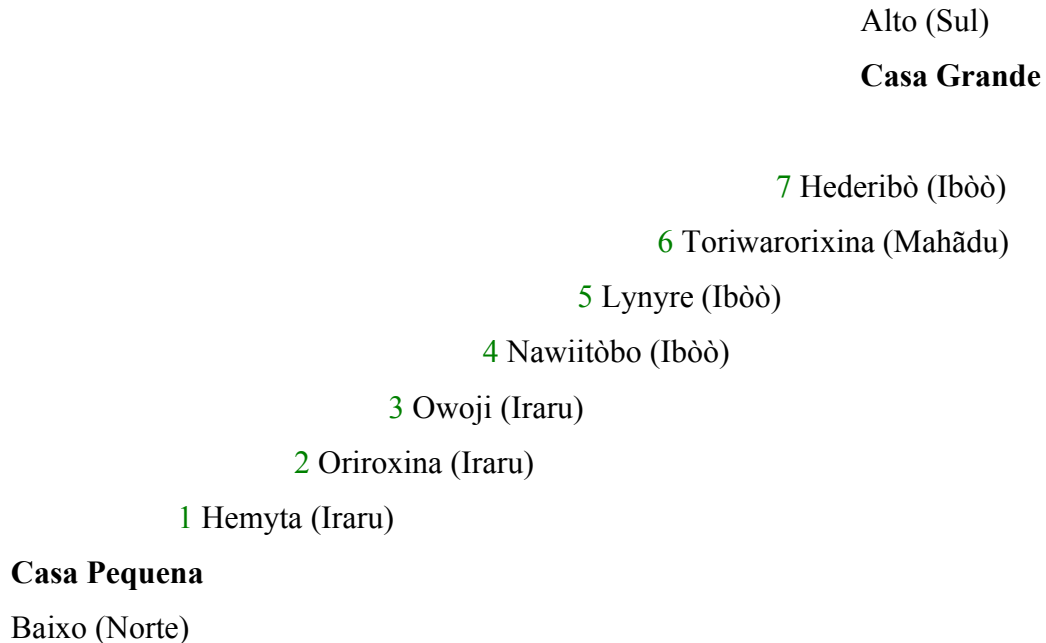 Alto (Sul)
Casa Grande
7 Hederibò (Ibòò)
6 Toriwarorixina (Mahãdu)
5 Lynyre (Ibòò)
4 Nawiitòbo (Ibòò)
3 Owoji (Iraru)
2 Oriroxina (Iraru)
1 Hemyta (Iraru)
Casa Pequena
Baixo (Norte)